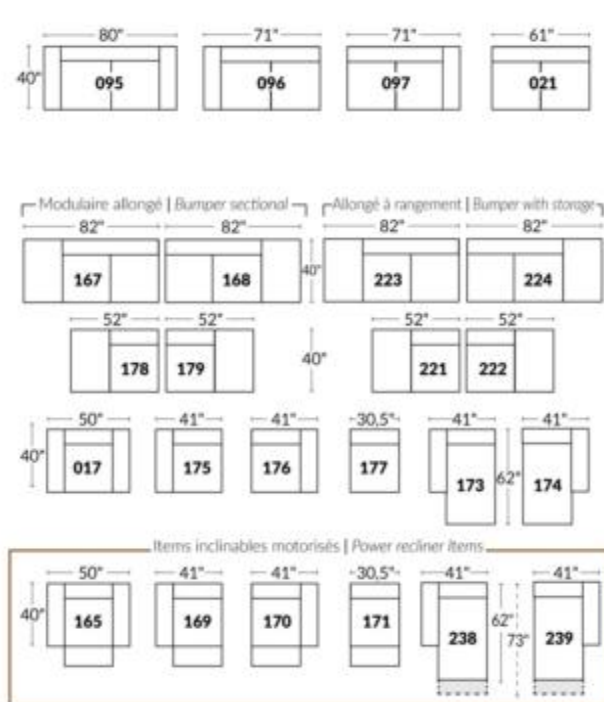 80" 71" 71" 61"
40" 095 096 097 021
Modulaire allongé | Bumper sectional Allongé à rangement | Bumper with storage
82" 82" 82" 82"
167 168 40" 223 224
52" 52" 52" 52"
178 179 40" 221 222
50" 41" 41" 30,5" 41" 41"
40" 017 175 176 177 173 62" 174
Items inclinables motorisés | Power recliner Items
50" 41" 41" 30,5" 41" 41"
40" 165 169 170 171 238 62" 73" 239